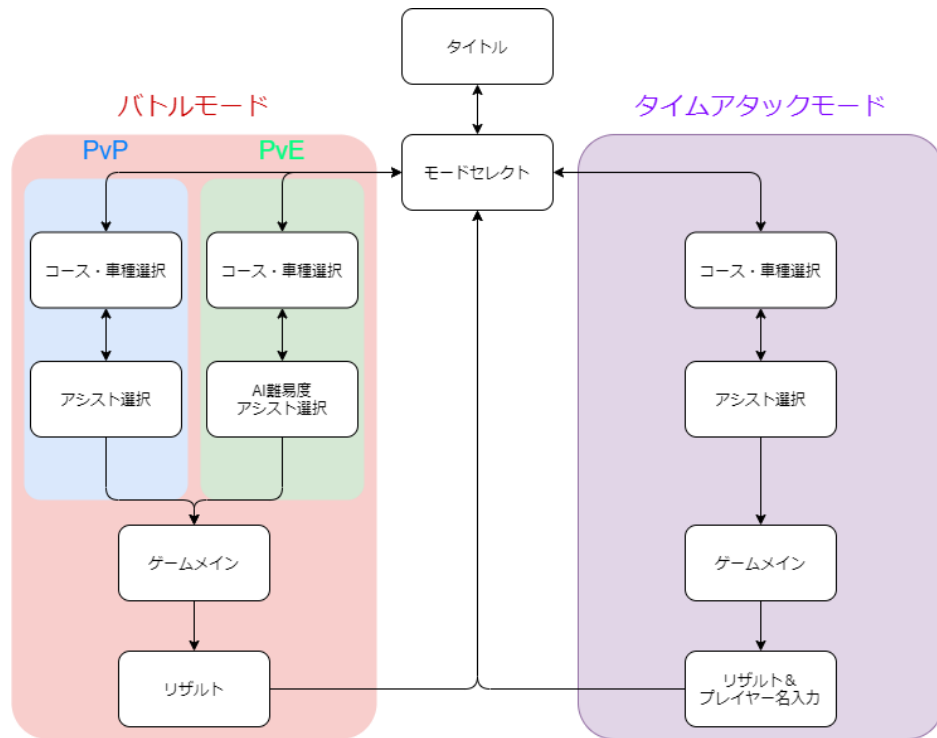 タイトル
バトルモード
タイムアタックモード
PvP
PvE
モードセレクト
コース・車種選択
コース・車種選択
コース・車種選択
アシスト選択
AI難易度
アシスト選択
アシスト選択
ゲームメイン
ゲームメイン
リザルト
リザルト＆
プレイヤー名入力